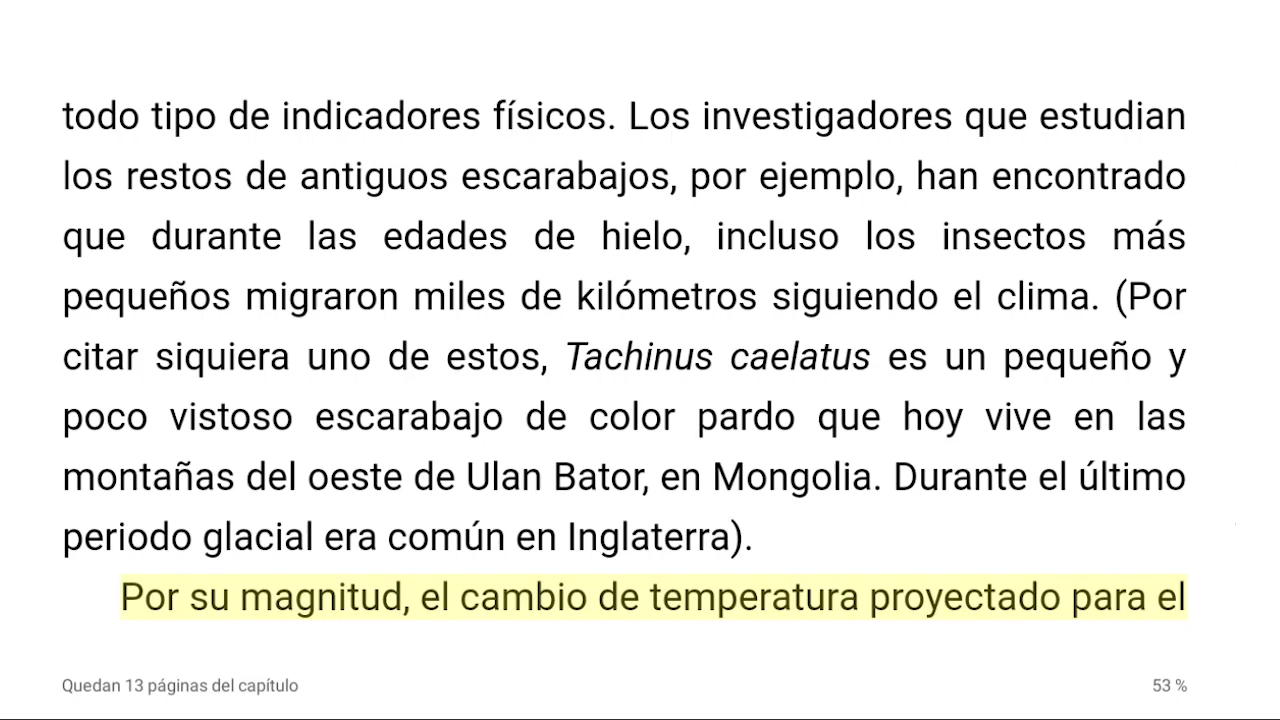 todo tipo de indicadores físicos. Los investigadores que estudian
los restos de antiguos escarabajos, por ejemplo, han encontrado
que durante las edades de hielo, incluso los insectos más
pequeños migraron miles de kilómetros siguiendo el clima. (Por
citar siquiera uno de estos, Tachinus caelatus es un pequeño y
poco vistoso escarabajo de color pardo que hoy vive en las
montañas del oeste de Ulan Bator, en Mongolia. Durante el último
periodo glacial era común en Inglaterra).
Por su magnitud, el cambio de temperatura proyectado para el
Quedan 13 páginas del capítulo
53 %